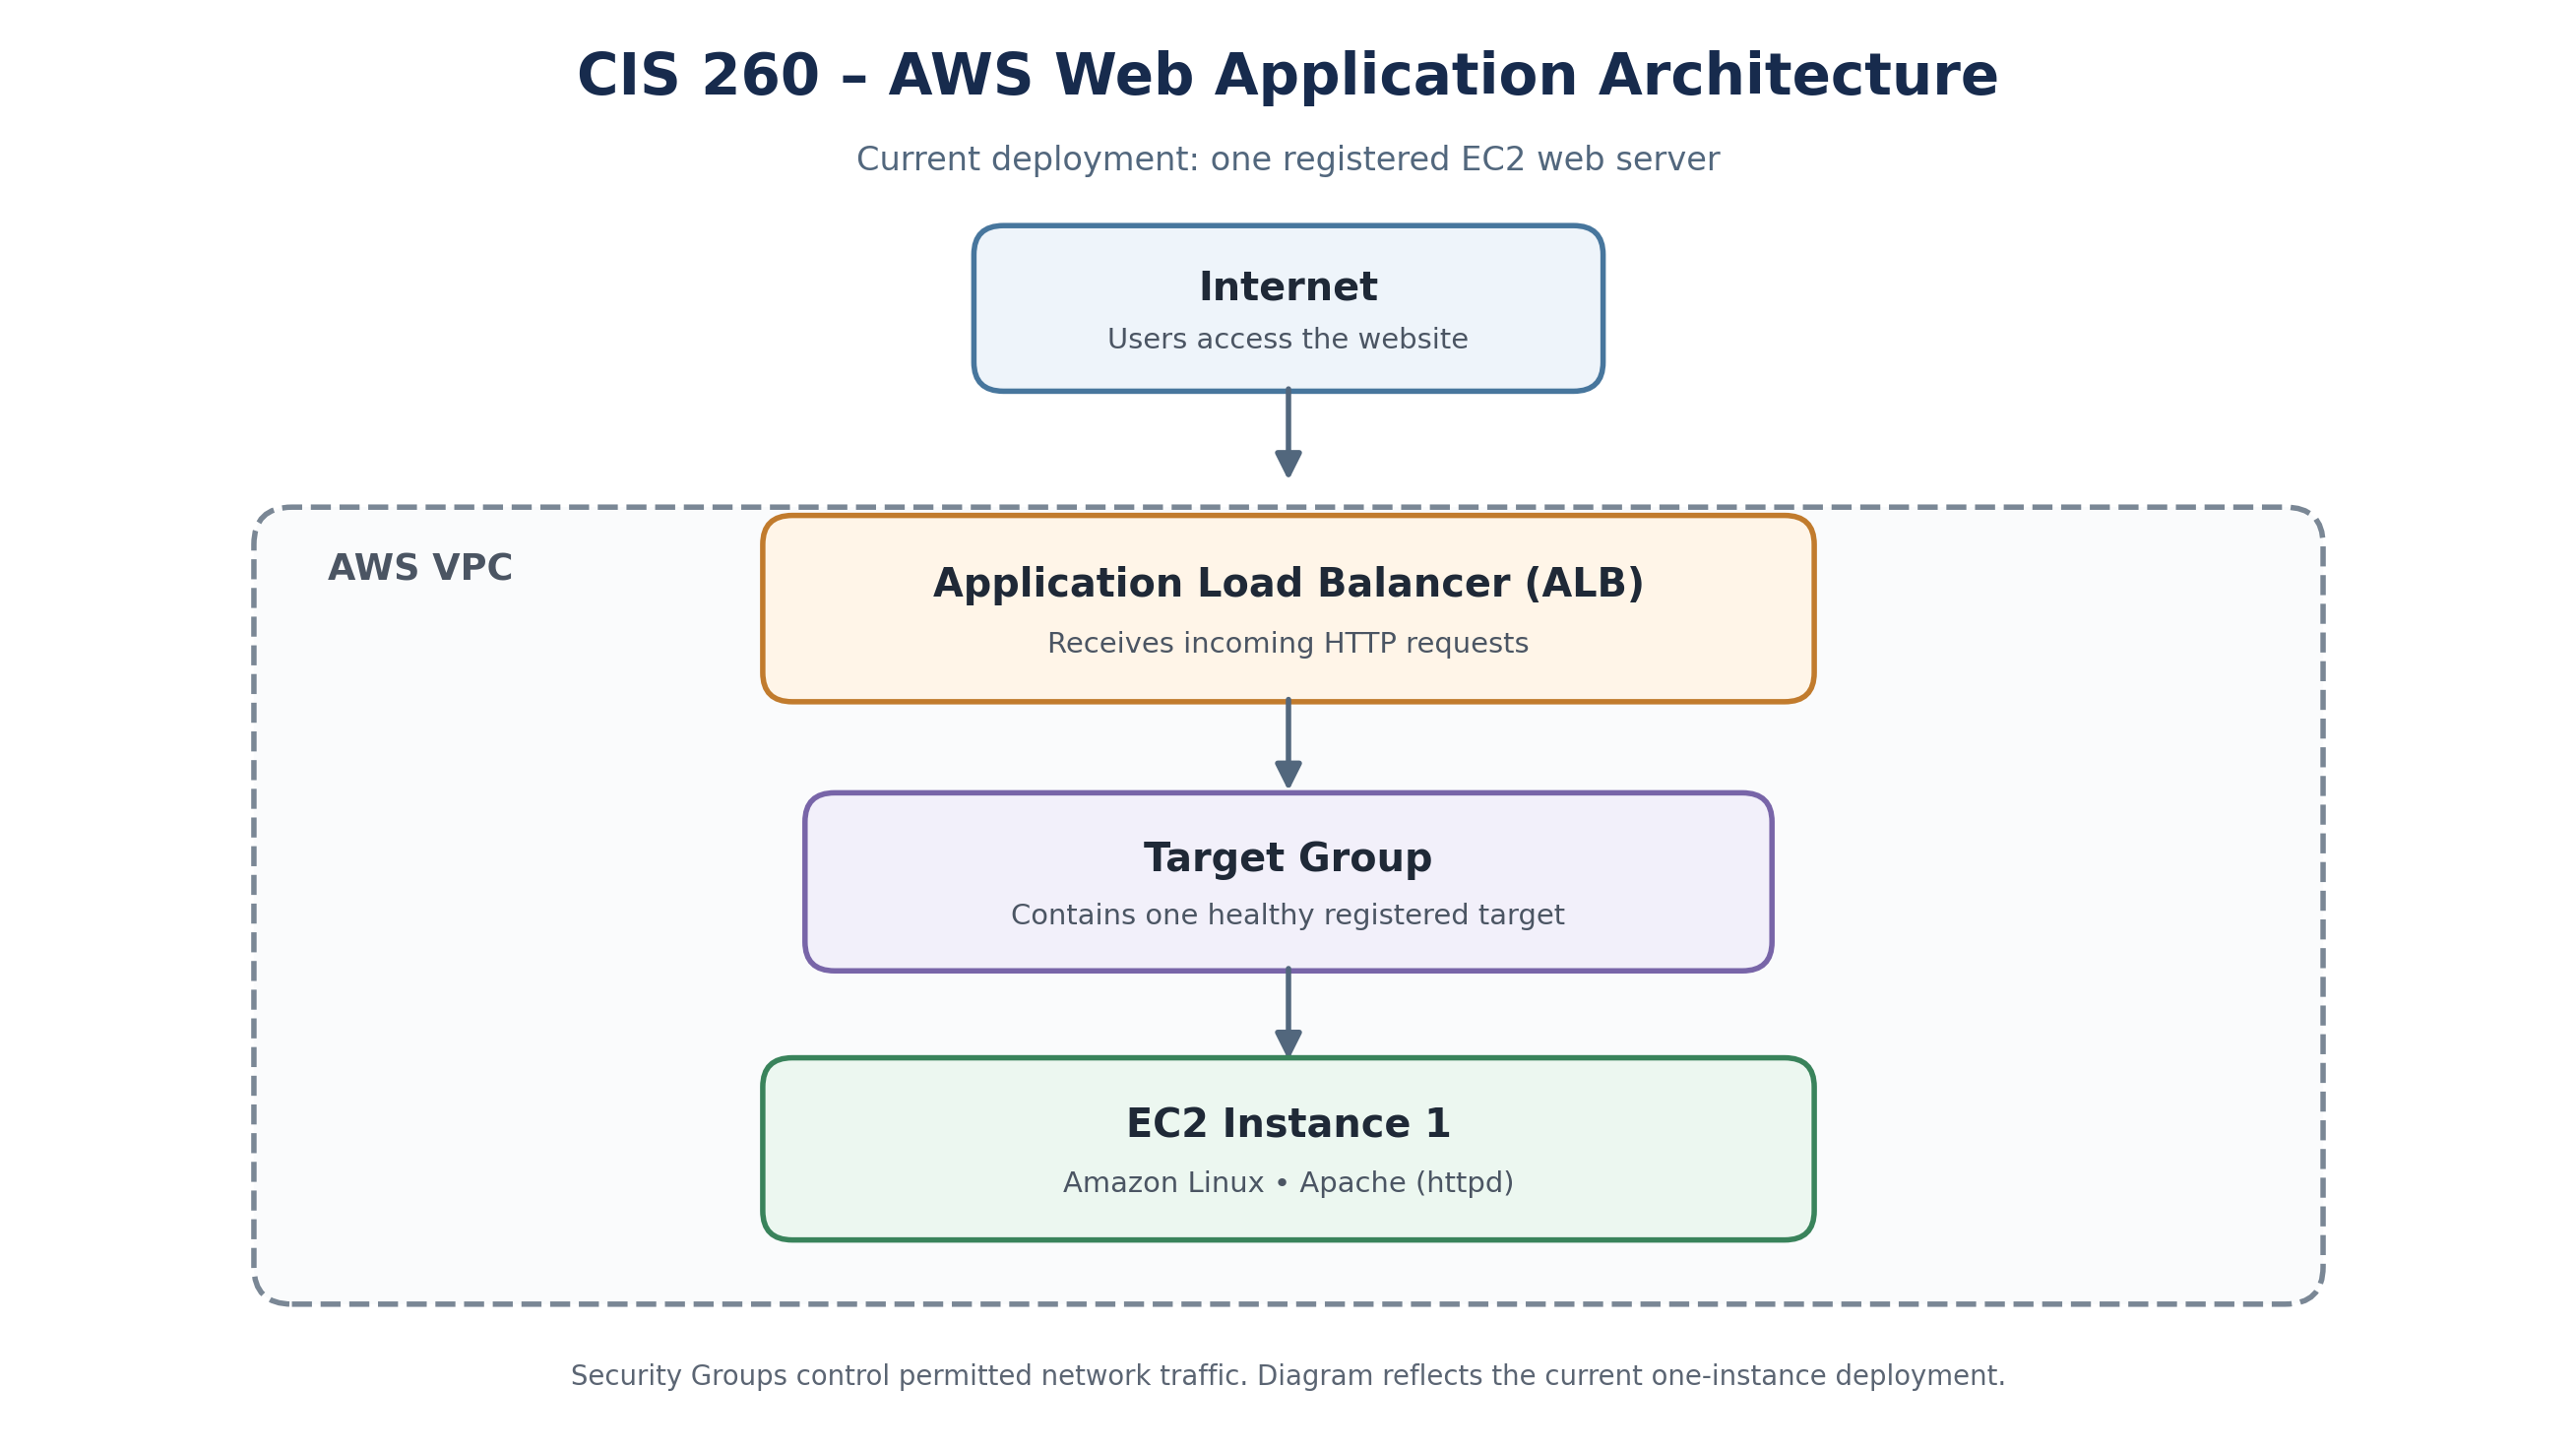 CIS 260 – AWS Web Application Architecture
Current deployment: one registered EC2 web server
Internet
Users access the website
AWS VPC
Application Load Balancer (ALB)
Receives incoming HTTP requests
Target Group
Contains one healthy registered target
EC2 Instance 1
Amazon Linux • Apache (httpd)
Security Groups control permitted network traffic. Diagram reflects the current one-instance deployment.